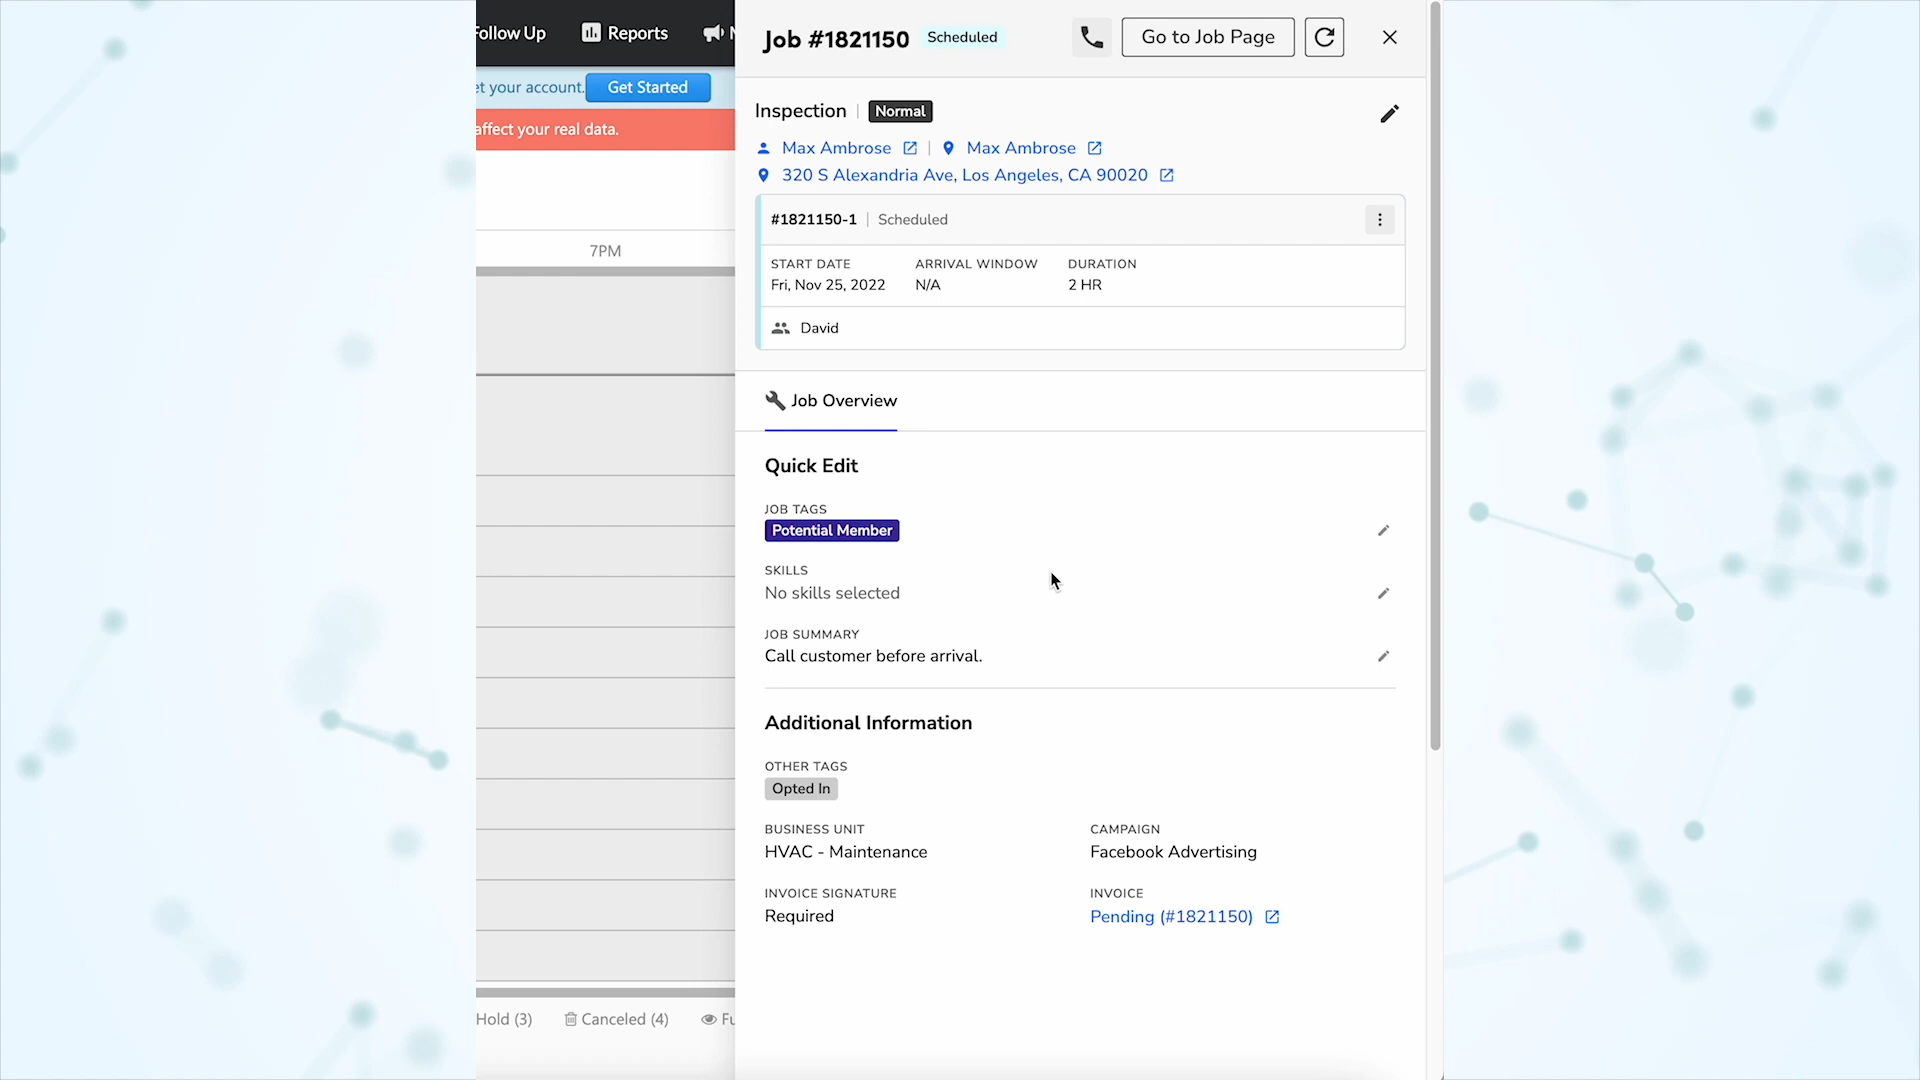 Follow Up Reports
et your account. Get Started
affect your real data.
7PM
Hold (3) Canceled (4) Fu
Job #1821150 Scheduled Go to Job Page
Inspection | Normal
Max Ambrose | Max Ambrose
320 S Alexandria Ave, Los Angeles, CA 90020
#1821150-1 | Scheduled
START DATE ARRIVAL WINDOW DURATION
Fri, Nov 25, 2022 N/A 2 HR
David
Job Overview
Quick Edit
JOB TAGS
Potential Member
SKILLS
No skills selected
JOB SUMMARY
Call customer before arrival.
Additional Information
OTHER TAGS
Opted In
BUSINESS UNIT CAMPAIGN
HVAC - Maintenance Facebook Advertising
INVOICE SIGNATURE INVOICE
Required Pending (#1821150)